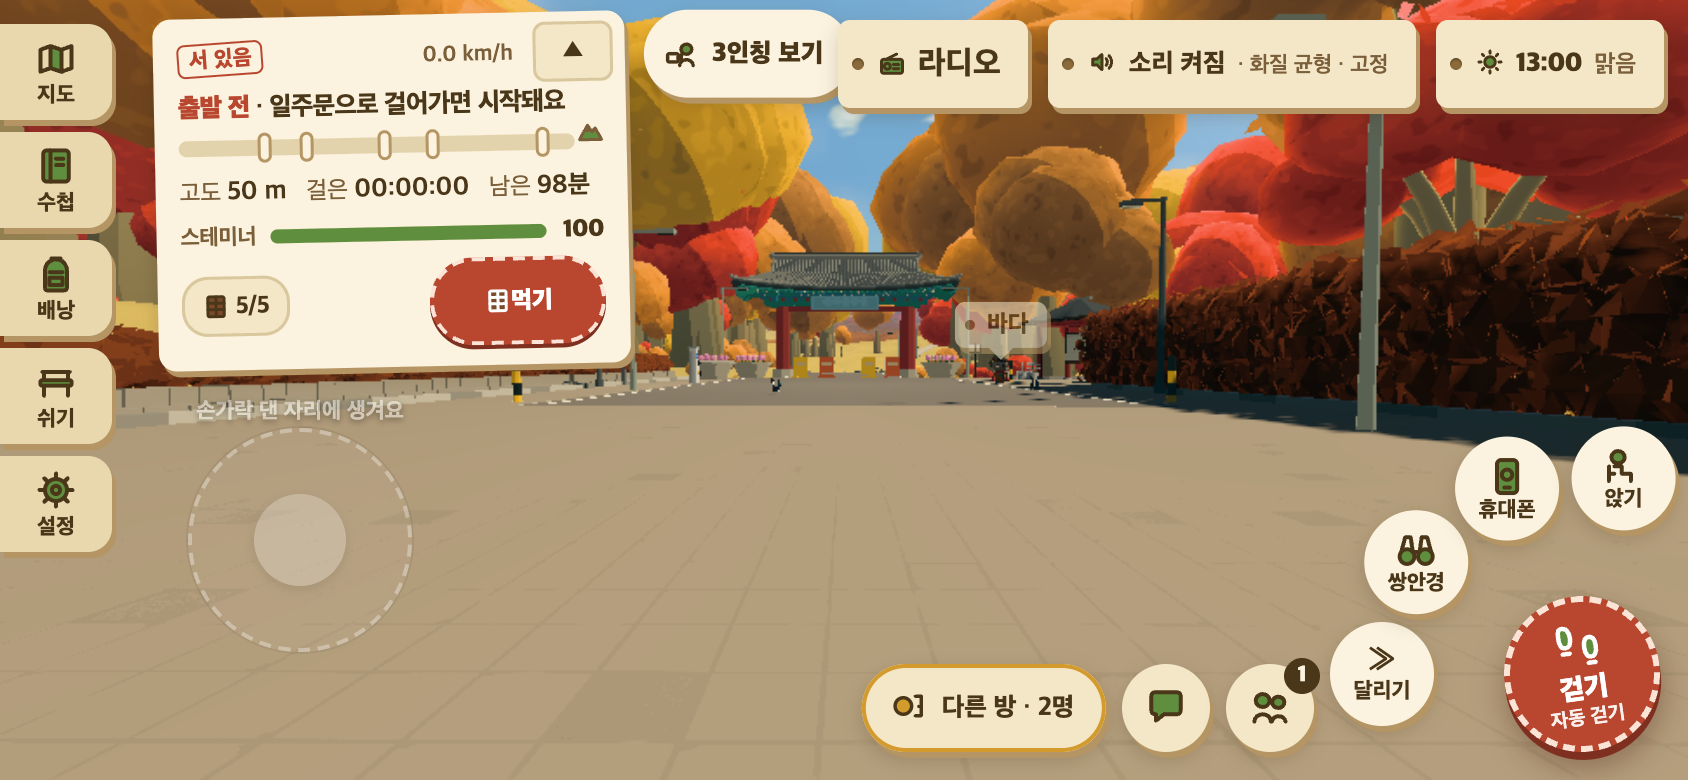 지도
수첩
배낭
쉬기
설정
서 있음
0.0 km/h
출발 전 · 일주문으로 걸어가면 시작돼요
고도 50 m 걸은 00:00:00 남은 98분
스테미너 100
5/5
먹기
3인칭 보기
라디오
소리 켜짐 · 화질 균형 · 고정
13:00 맑음
바다
손가락 댄 자리에 생겨요
휴대폰
앉기
쌍안경
달리기
걷기
자동 걷기
다른 방 · 2명
1